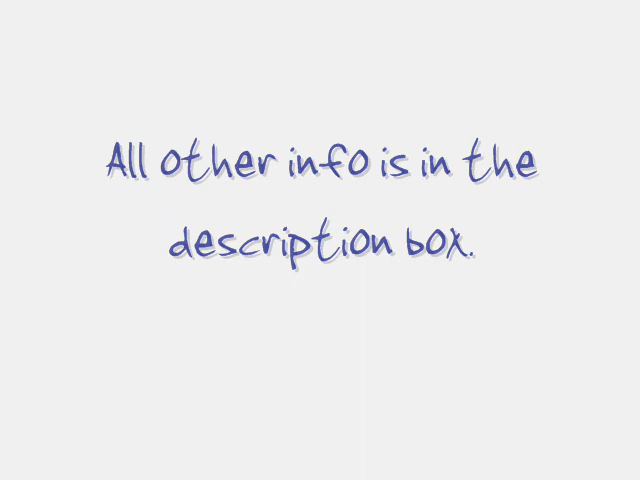 All other info is in the
description box.